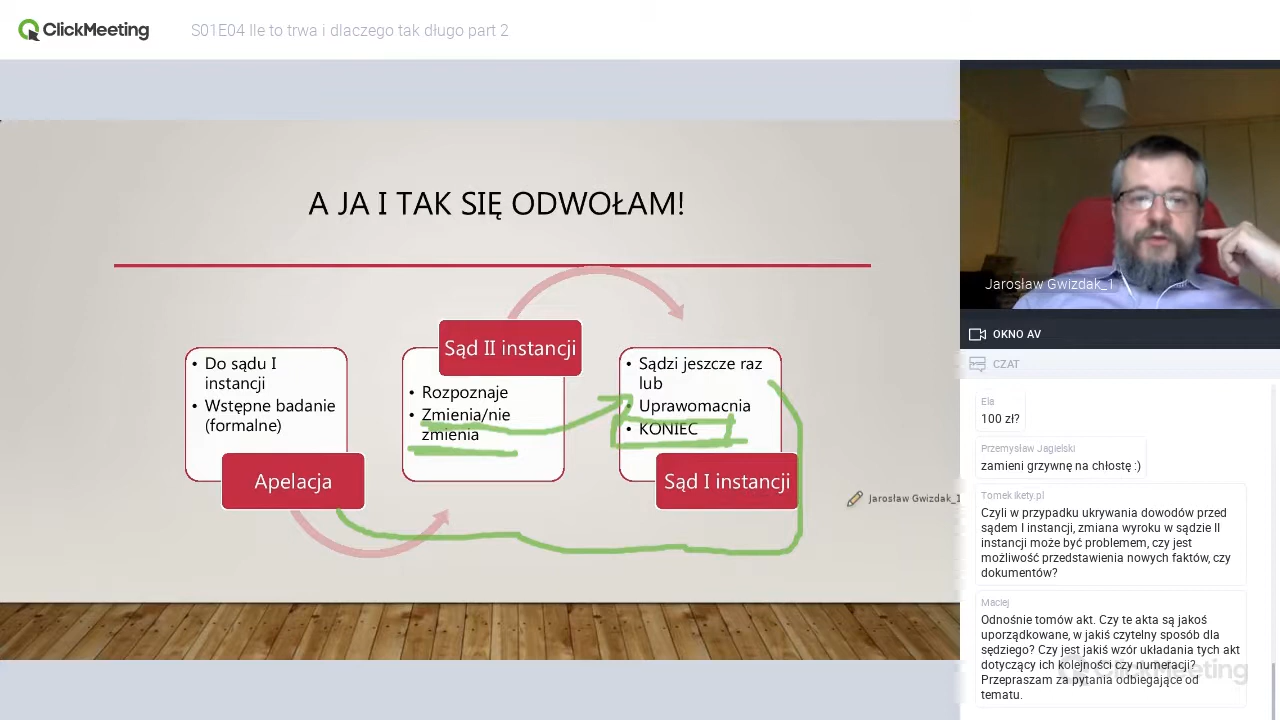 ClickMeeting
S01E04 Ile to trwa i dlaczego tak długo part 2
A JA I TAK SIĘ ODWOŁAM!
• Do sądu I
instancji
• Wstępne badanie
(formalne)
Apelacja
Sąd II instancji
• Rozpoznaje
• Zmienia/nie
zmienia
• Sądzi jeszcze raz
lub
• Uprawomacnia
• KONIEC
Sąd I instancji
Jarosław Gwizdak_1
Jarosław Gwizdak_1
OKNO AV
CZAT
Ela
100 zł?
Przemysław Jagielski
zamieni grzywnę na chłostę :)
Tomek ikety.pl
Czyli w przypadku ukrywania dowodów przed
sądem I instancji, zmiana wyroku w sądzie II
instancji może być problemem, czy jest
możliwość przedstawienia nowych faktów, czy
dokumentów?
Maciej
Odnośnie tomów akt. Czy te akta są jakoś
uporządkowane, w jakiś czytelny sposób dla
sędziego? Czy jest jakiś wzór układania tych akt
dotyczący ich kolejności czy numeracji?
Przepraszam za pytania odbiegające od
tematu.
ClickMeeting